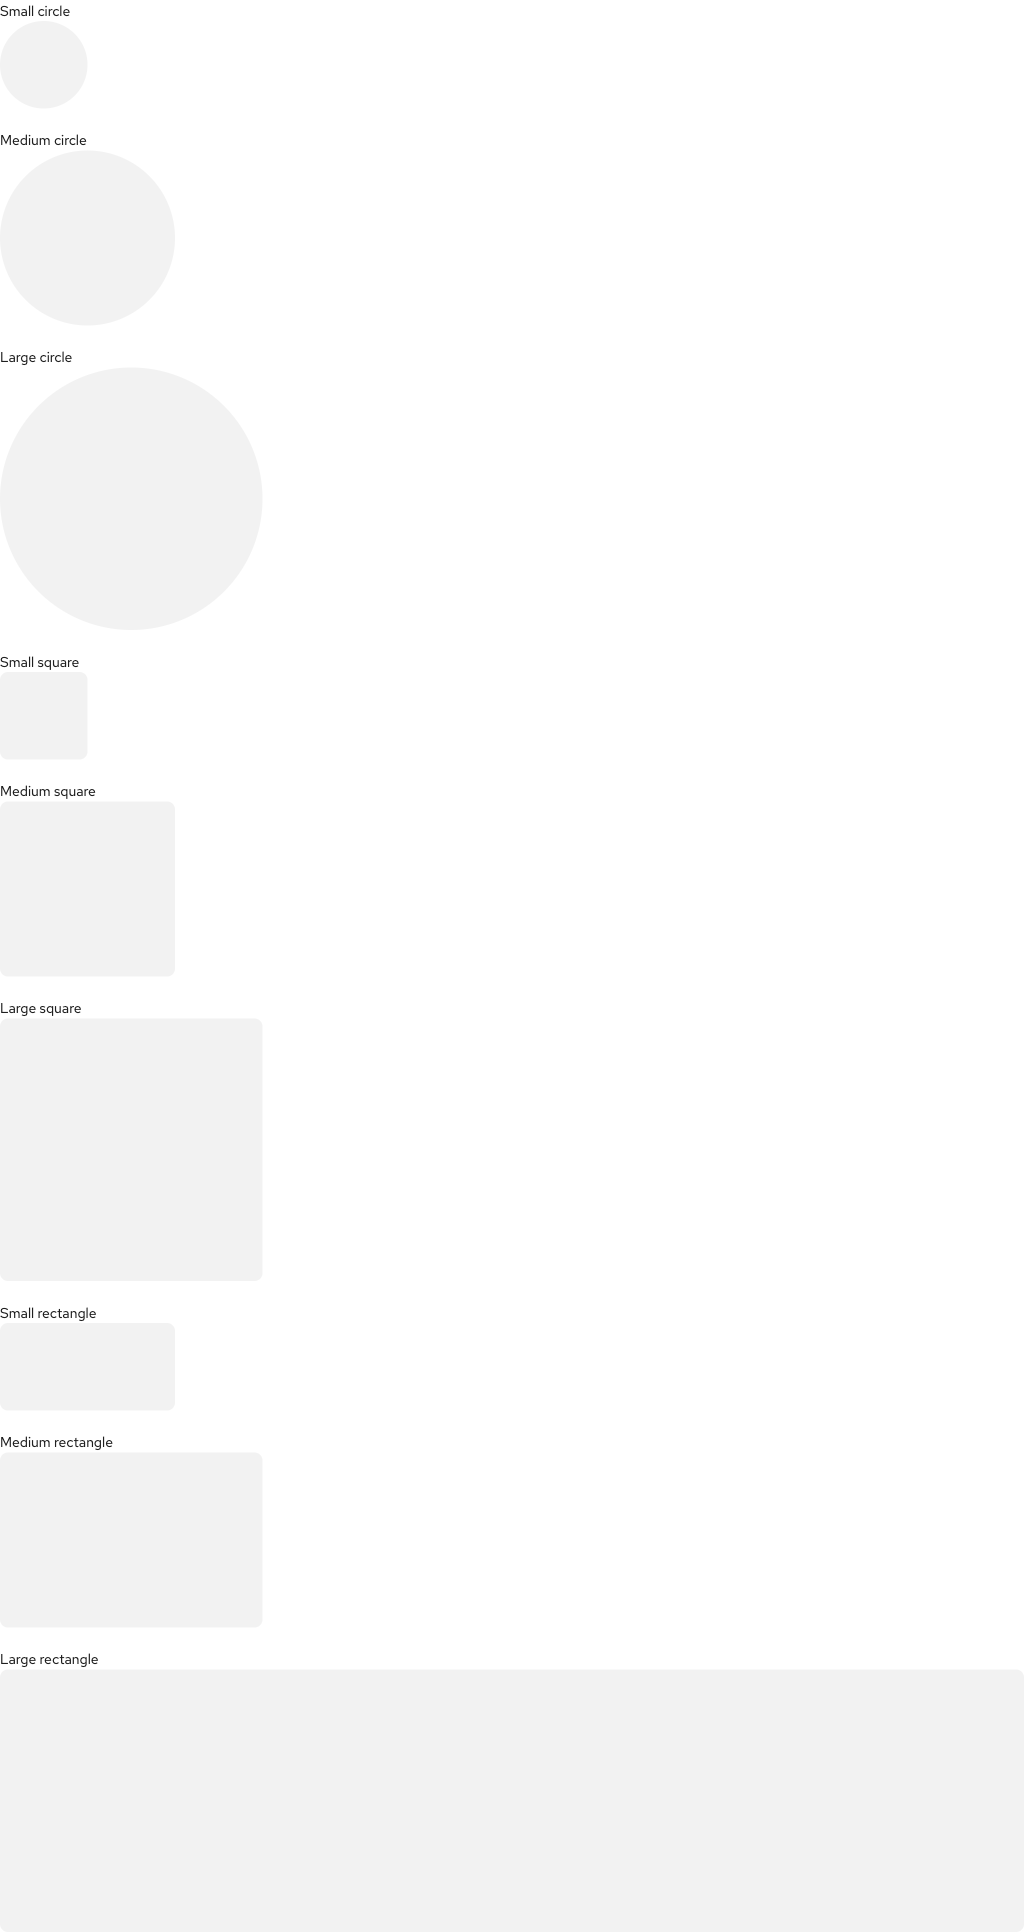 Small circle
Medium circle
Large circle
Small square
Medium square
Large square
Small rectangle
Medium rectangle
Large rectangle